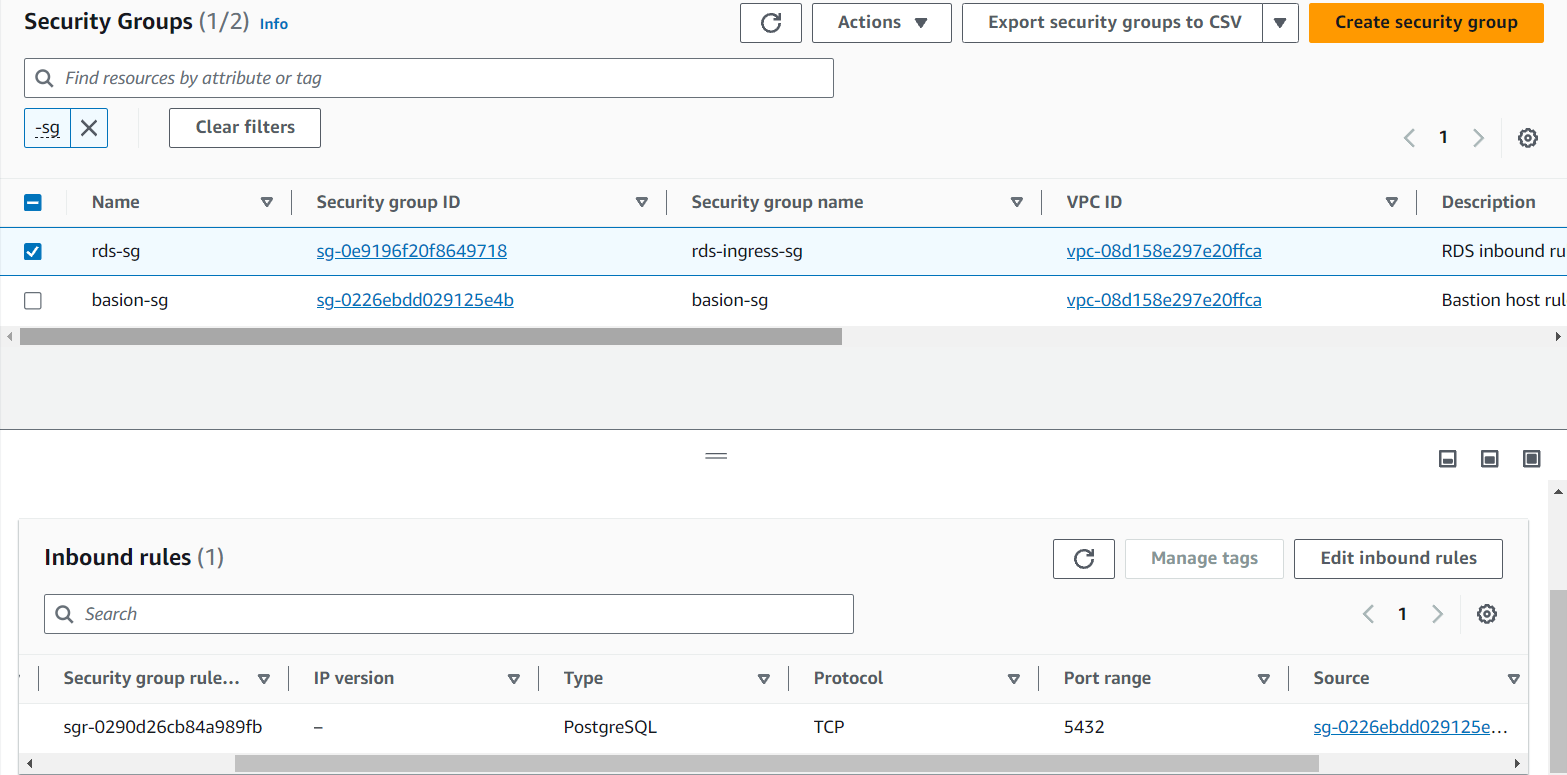 Security Groups (1/2) Info
Actions
Export security groups to CSV
Create security group
Find resources by attribute or tag
-sg
Clear filters
1
Name Security group ID Security group name VPC ID Description
rds-sg sg-0e9196f20f8649718 rds-ingress-sg vpc-08d158e297e20ffca RDS inbound ru
basion-sg sg-0226ebdd029125e4b basion-sg vpc-08d158e297e20ffca Bastion host rul
Inbound rules (1)
Manage tags
Edit inbound rules
Search
1
Security group rule... IP version Type Protocol Port range Source
sgr-0290d26cb84a989fb – PostgreSQL TCP 5432 sg-0226ebdd029125e...